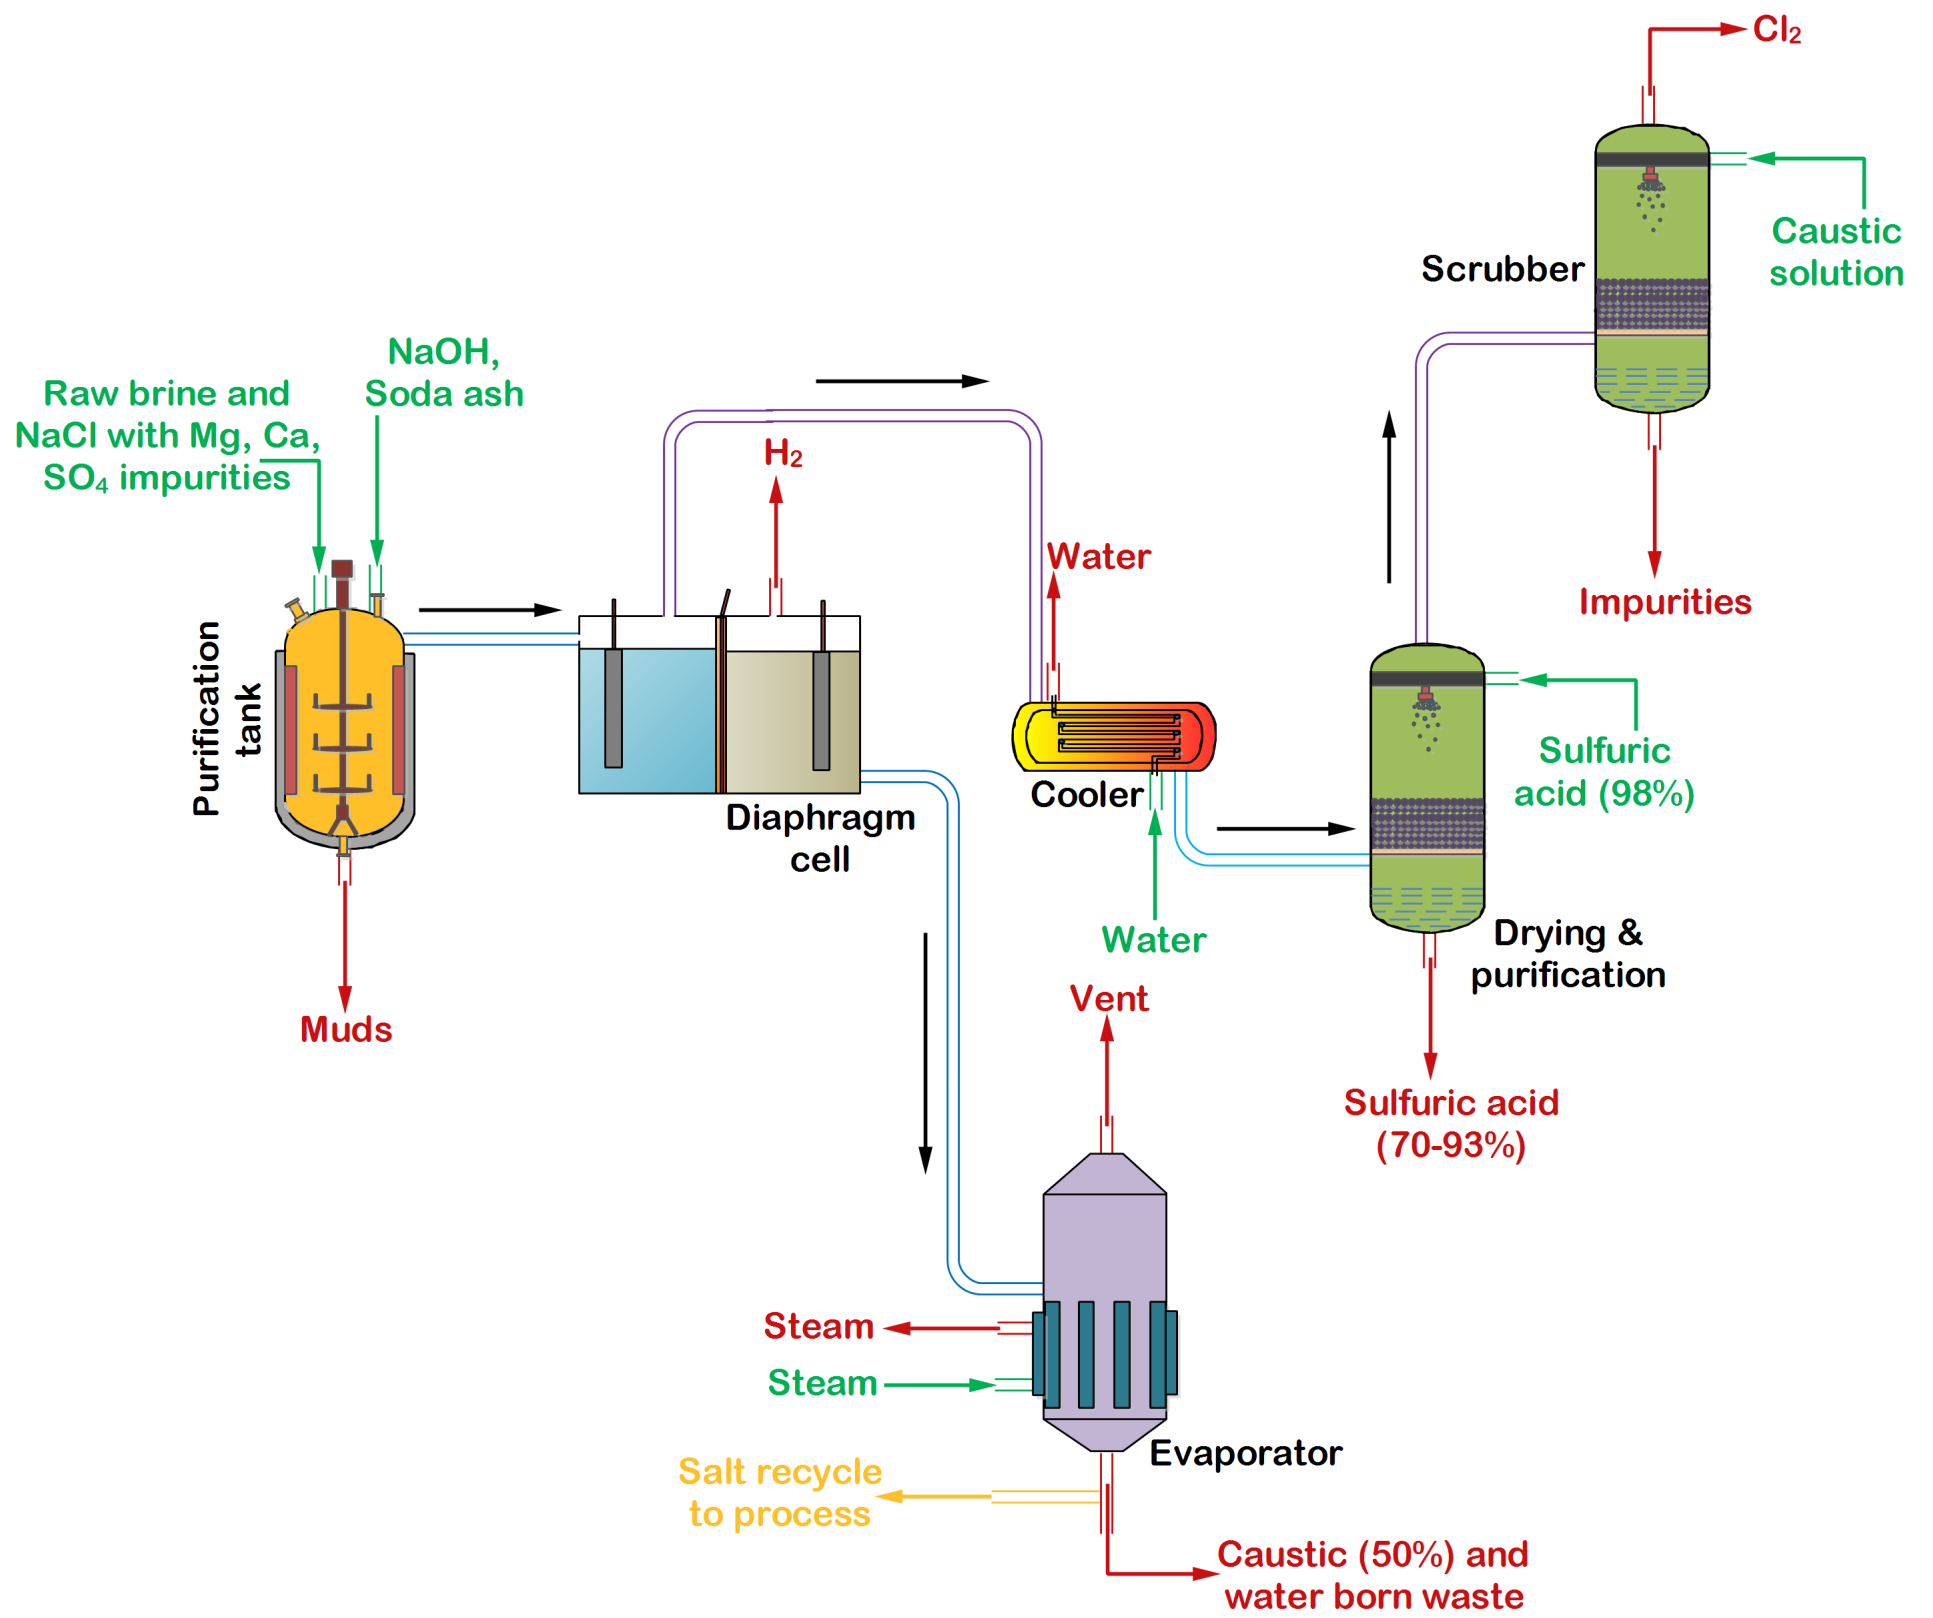 Cl₂
Caustic
solution
Scrubber
NaOH,
Soda ash
Raw brine and
NaCl with Mg, Ca,
SO₄ impurities
H₂
Water
Impurities
Purification
tank
Sulfuric
acid (98%)
Cooler
Diaphragm
cell
Water
Drying &
purification
Vent
Muds
Sulfuric acid
(70-93%)
Steam
Steam
Evaporator
Salt recycle
to process
Caustic (50%) and
water born waste